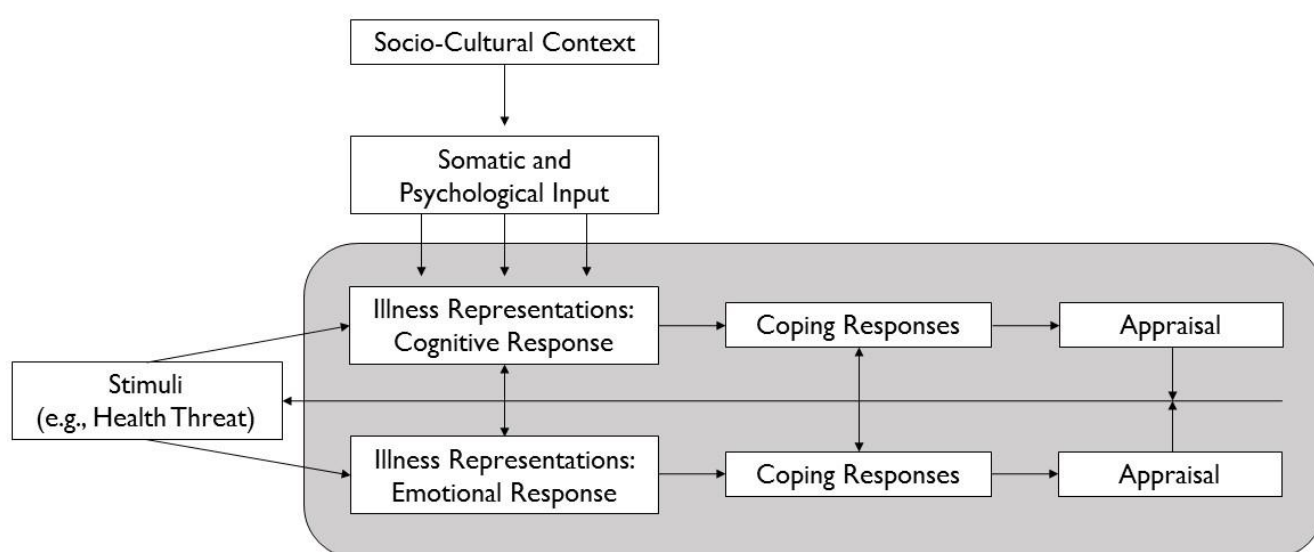 Socio-Cultural Context
Somatic and
Psychological Input
Illness Representations:
Cognitive Response
Coping Responses
Appraisal
Stimuli
(e.g., Health Threat)
Illness Representations:
Emotional Response
Coping Responses
Appraisal